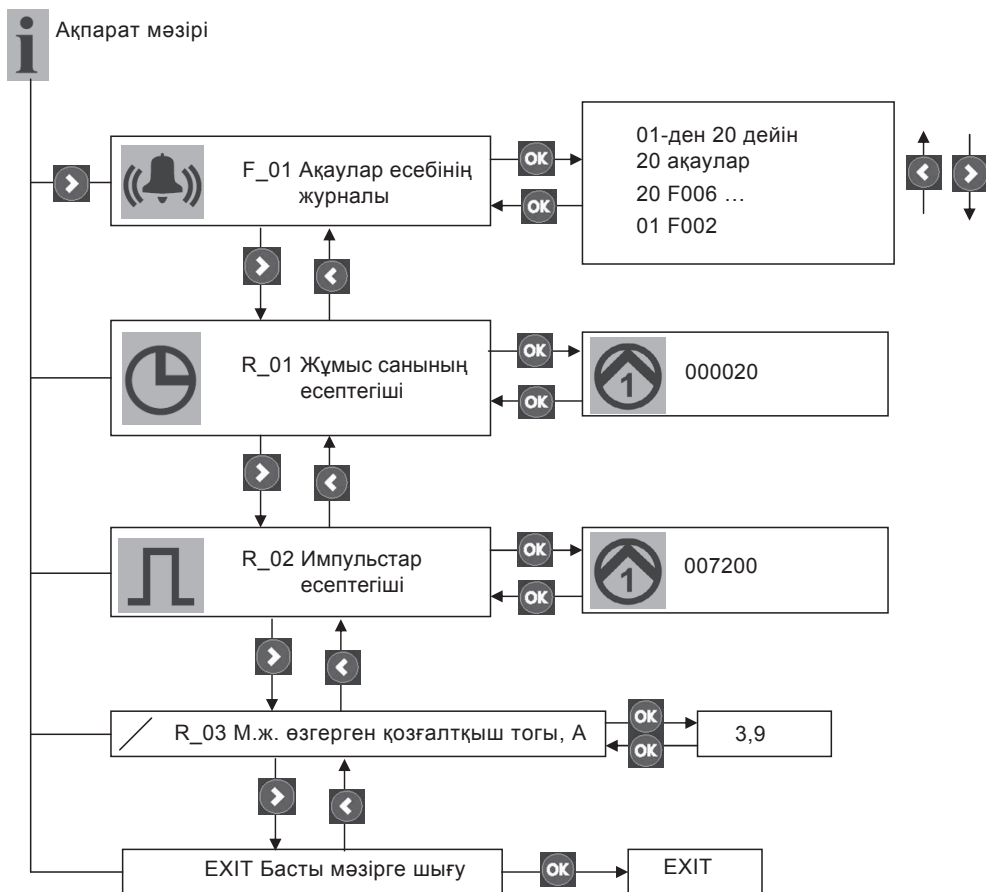 Ақпарат мәзірі
F_01 Ақаулар есебінің
журналы
OK
OK
01-ден 20 дейін
20 ақаулар
20 F006 …
01 F002
R_01 Жұмыс санының
есептегіші
OK
OK
1
000020
R_02 Импульстар
есептегіші
OK
OK
1
007200
R_03 М.ж. өзгерген қозғалтқыш тогы, А
OK
OK
3,9
EXIT Басты мәзірге шығу
OK
EXIT